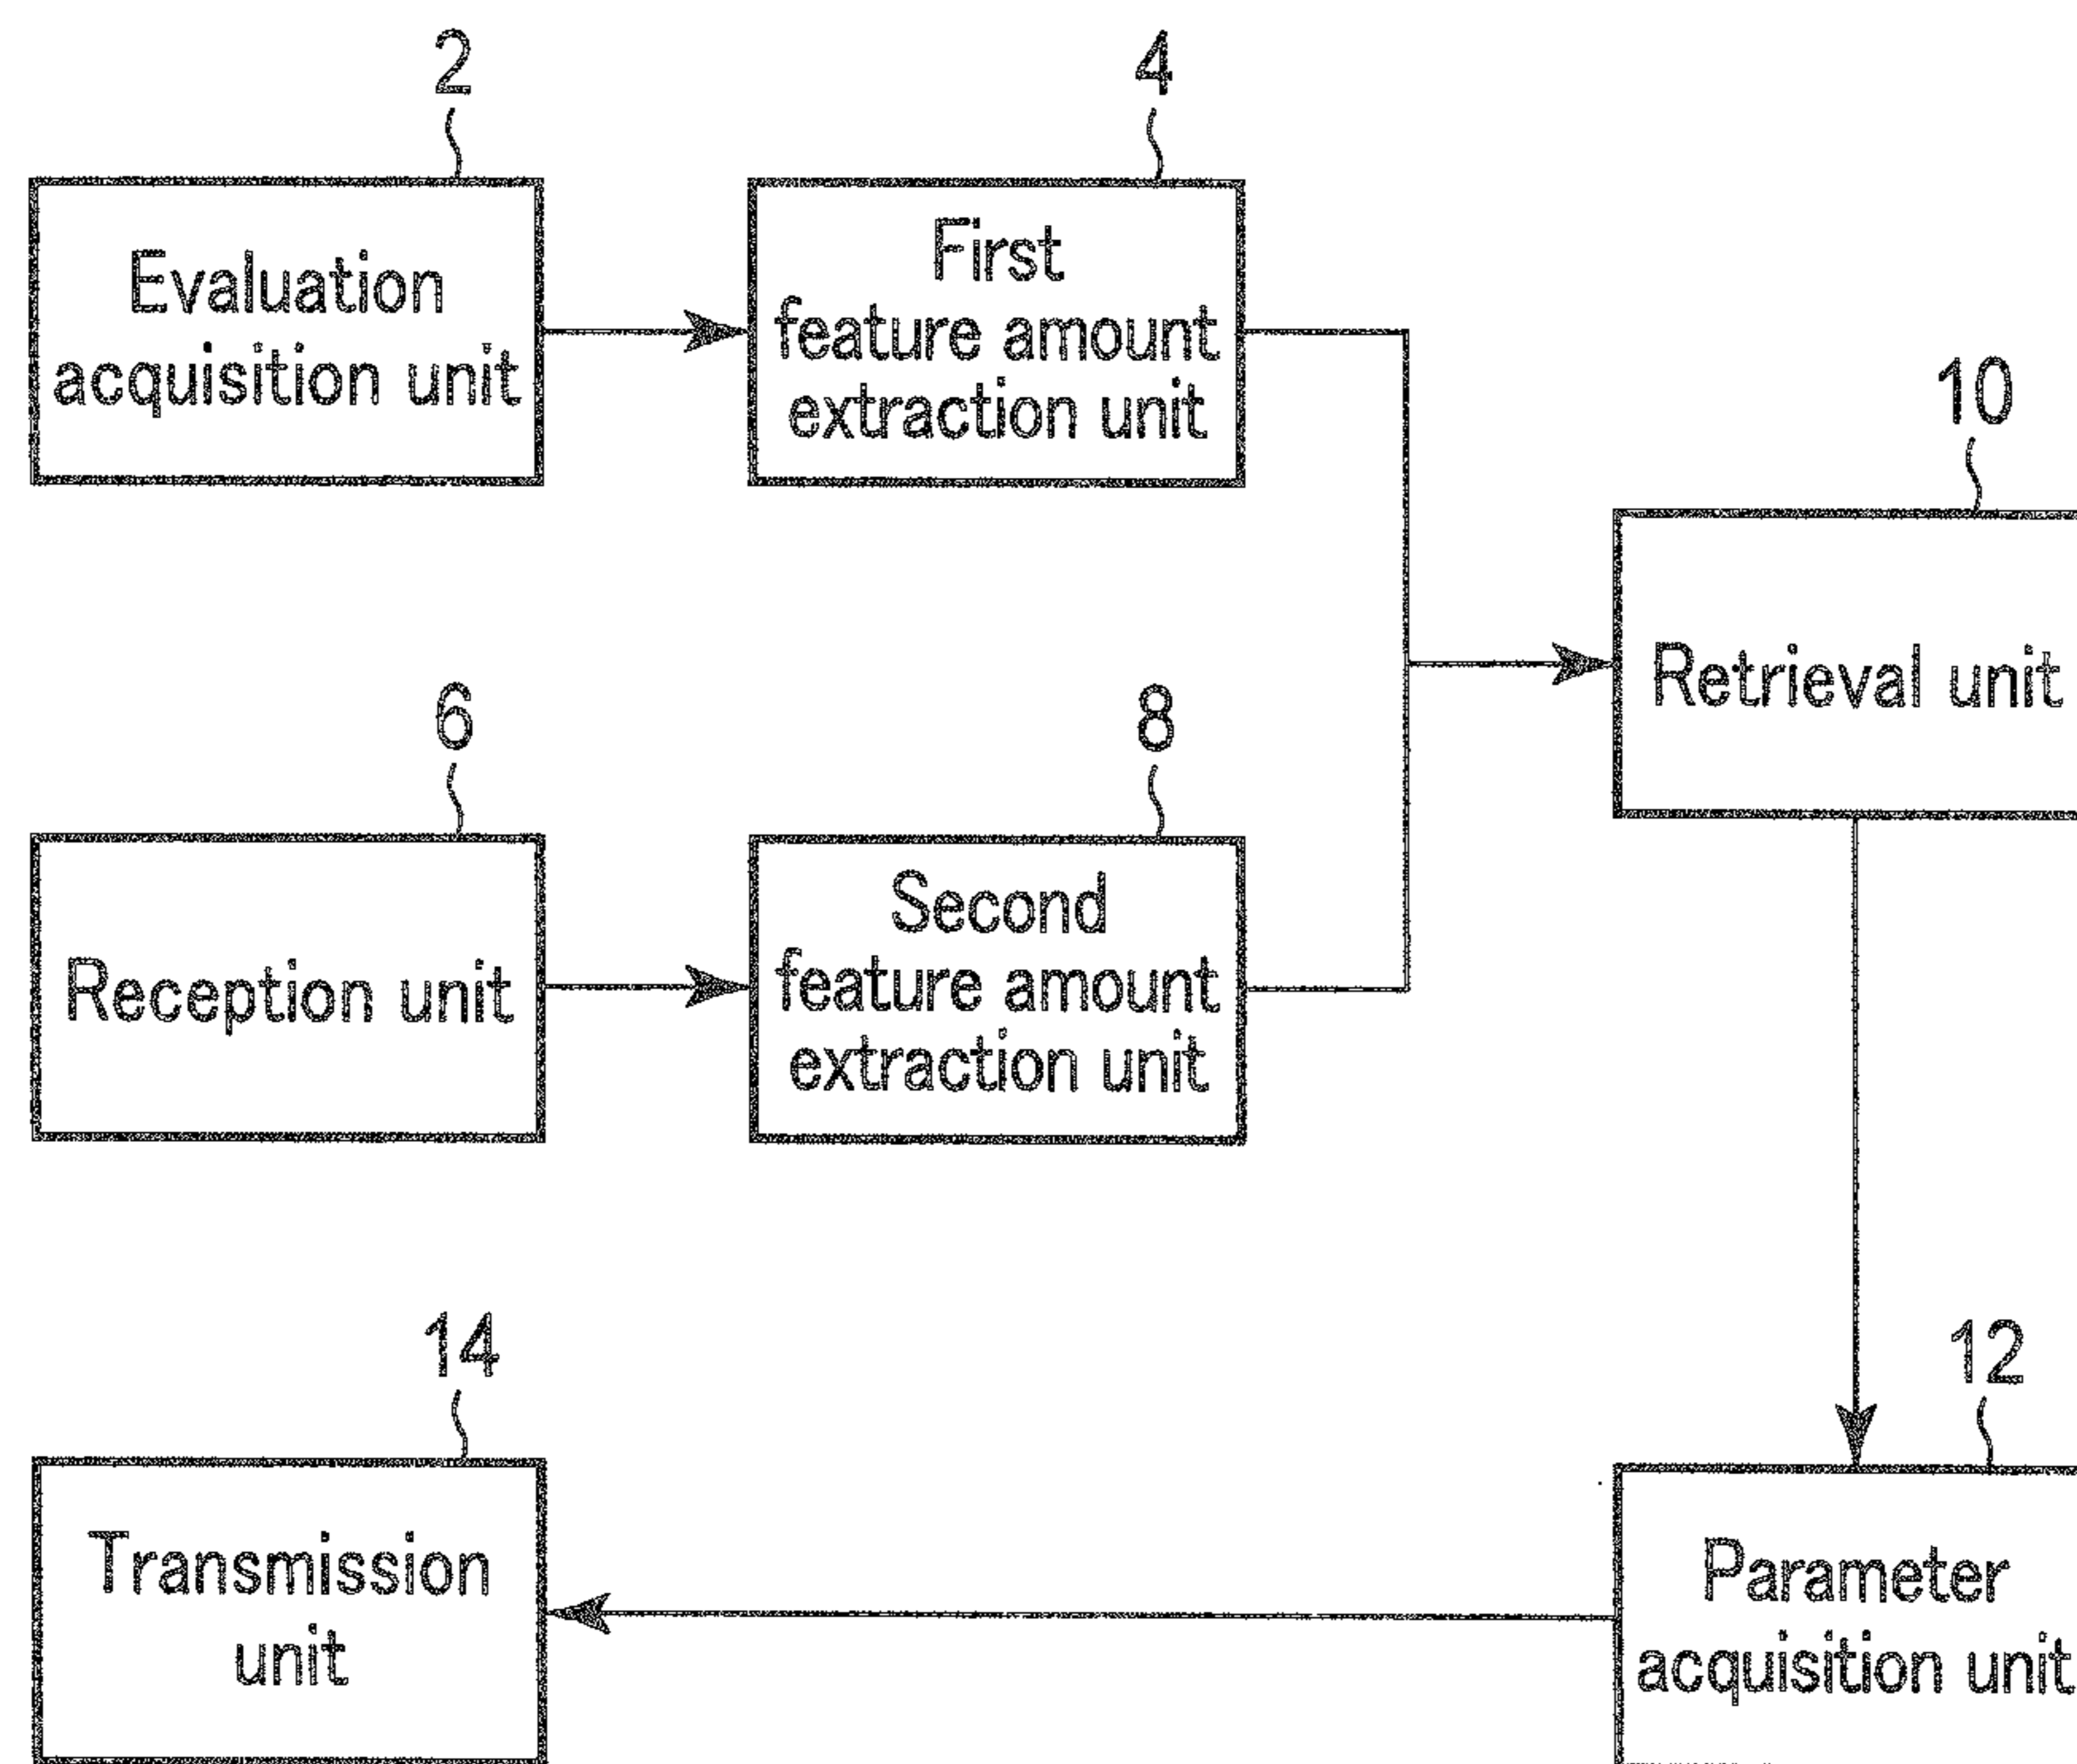 2
Evaluation
acquisition unit
4
First
feature amount
extraction unit
6
Reception unit
8
Second
feature amount
extraction unit
10
Retrieval unit
12
Parameter
acquisition unit
14
Transmission
unit